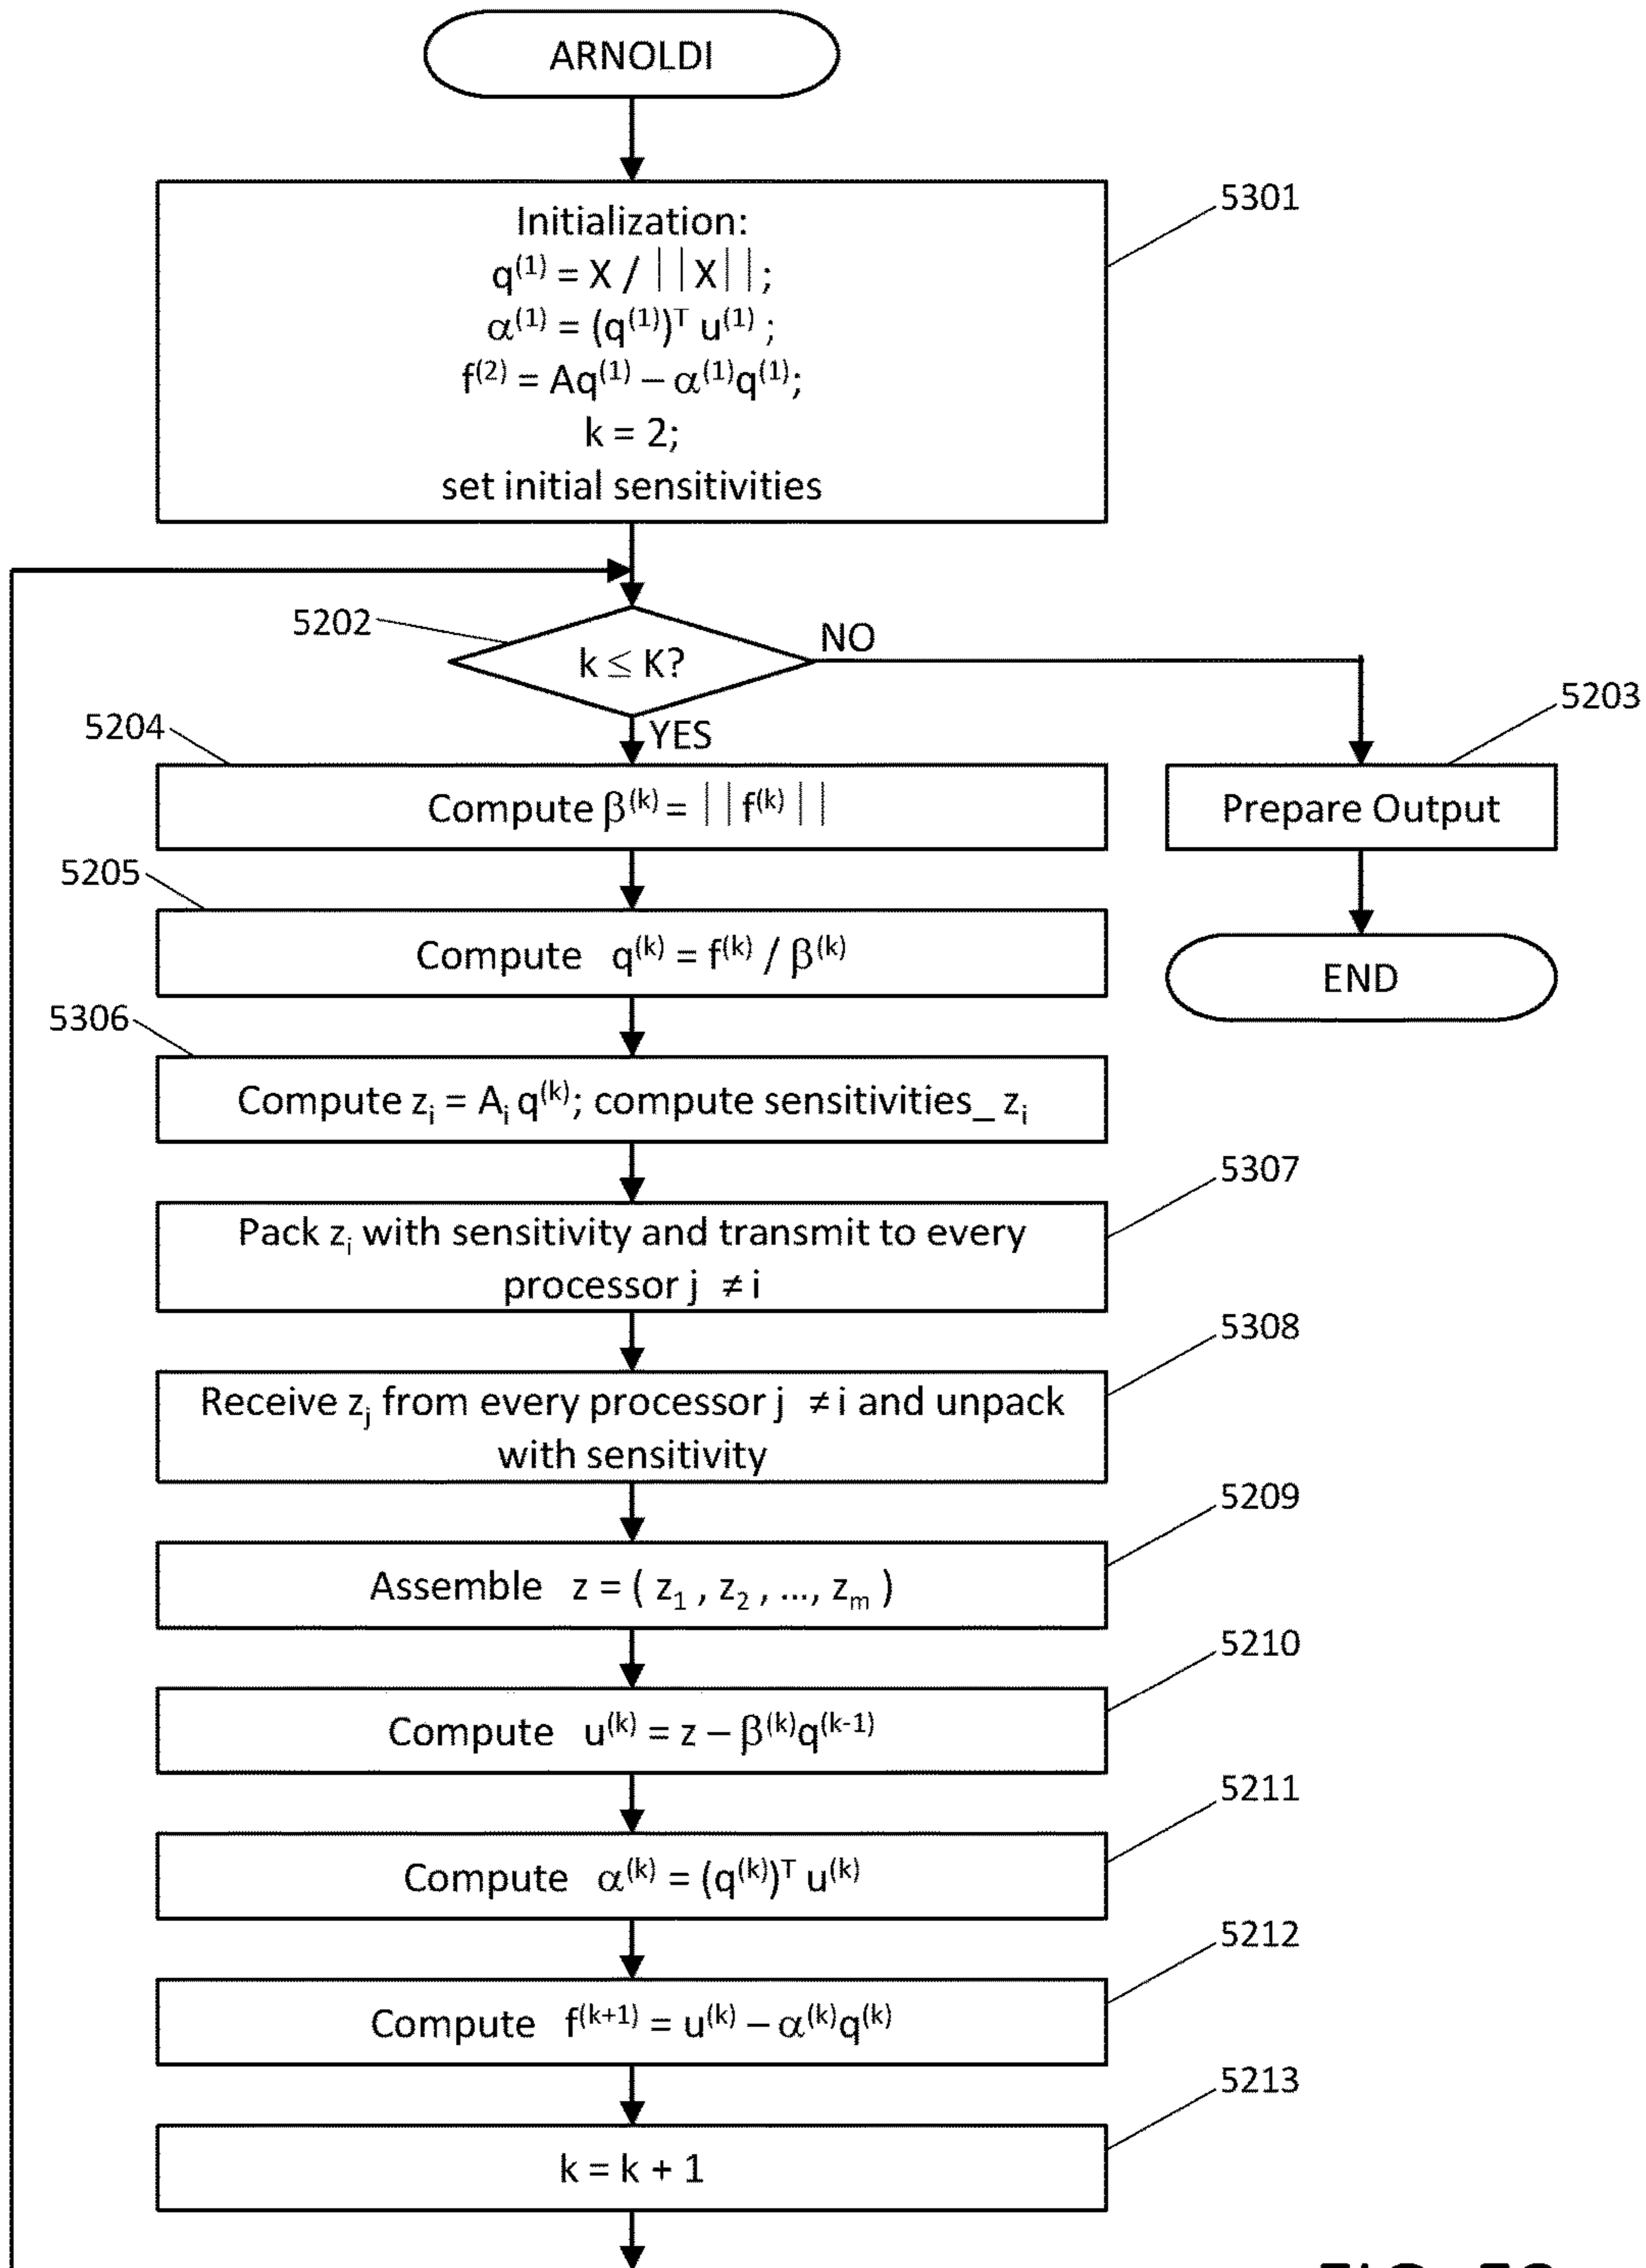 ARNOLDI
5301
Initialization:
q⁽¹⁾ = X / ||X||;
α⁽¹⁾ = (q⁽¹⁾)ᵀ u⁽¹⁾ ;
f⁽²⁾ = Aq⁽¹⁾ – α⁽¹⁾q⁽¹⁾;
k = 2;
set initial sensitivities
5202
k ≤ K?
NO
YES
5203
Prepare Output
END
5204
Compute β⁽ᵏ⁾ = ||f⁽ᵏ⁾||
5205
Compute q⁽ᵏ⁾ = f⁽ᵏ⁾ / β⁽ᵏ⁾
5306
Compute zᵢ = Aᵢ q⁽ᵏ⁾; compute sensitivities_ zᵢ
5307
Pack zᵢ with sensitivity and transmit to every
processor j ≠ i
5308
Receive zⱼ from every processor j ≠ i and unpack
with sensitivity
5209
Assemble z = ( z₁ , z₂ , ..., zₘ )
5210
Compute u⁽ᵏ⁾ = z – β⁽ᵏ⁾q⁽ᵏ⁻¹⁾
5211
Compute α⁽ᵏ⁾ = (q⁽ᵏ⁾)ᵀ u⁽ᵏ⁾
5212
Compute f⁽ᵏ⁺¹⁾ = u⁽ᵏ⁾ – α⁽ᵏ⁾q⁽ᵏ⁾
5213
k = k + 1